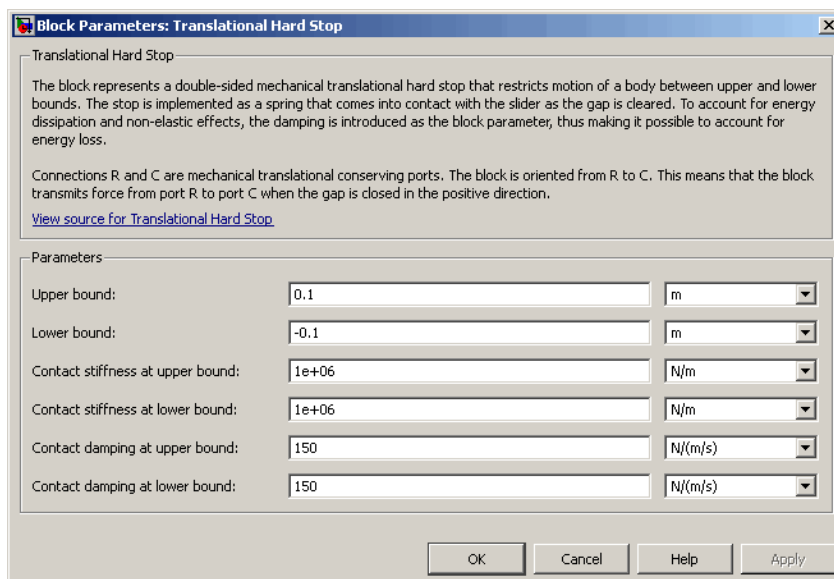 Block Parameters: Translational Hard Stop
Translational Hard Stop
The block represents a double-sided mechanical translational hard stop that restricts motion of a body between upper and lower
bounds. The stop is implemented as a spring that comes into contact with the slider as the gap is cleared. To account for energy
dissipation and non-elastic effects, the damping is introduced as the block parameter, thus making it possible to account for
energy loss.
Connections R and C are mechanical translational conserving ports. The block is oriented from R to C. This means that the block
transmits force from port R to port C when the gap is closed in the positive direction.
View source for Translational Hard Stop
Parameters
Upper bound: 0.1 m
Lower bound: -0.1 m
Contact stiffness at upper bound: 1e+06 N/m
Contact stiffness at lower bound: 1e+06 N/m
Contact damping at upper bound: 150 N/(m/s)
Contact damping at lower bound: 150 N/(m/s)
OK Cancel Help Apply